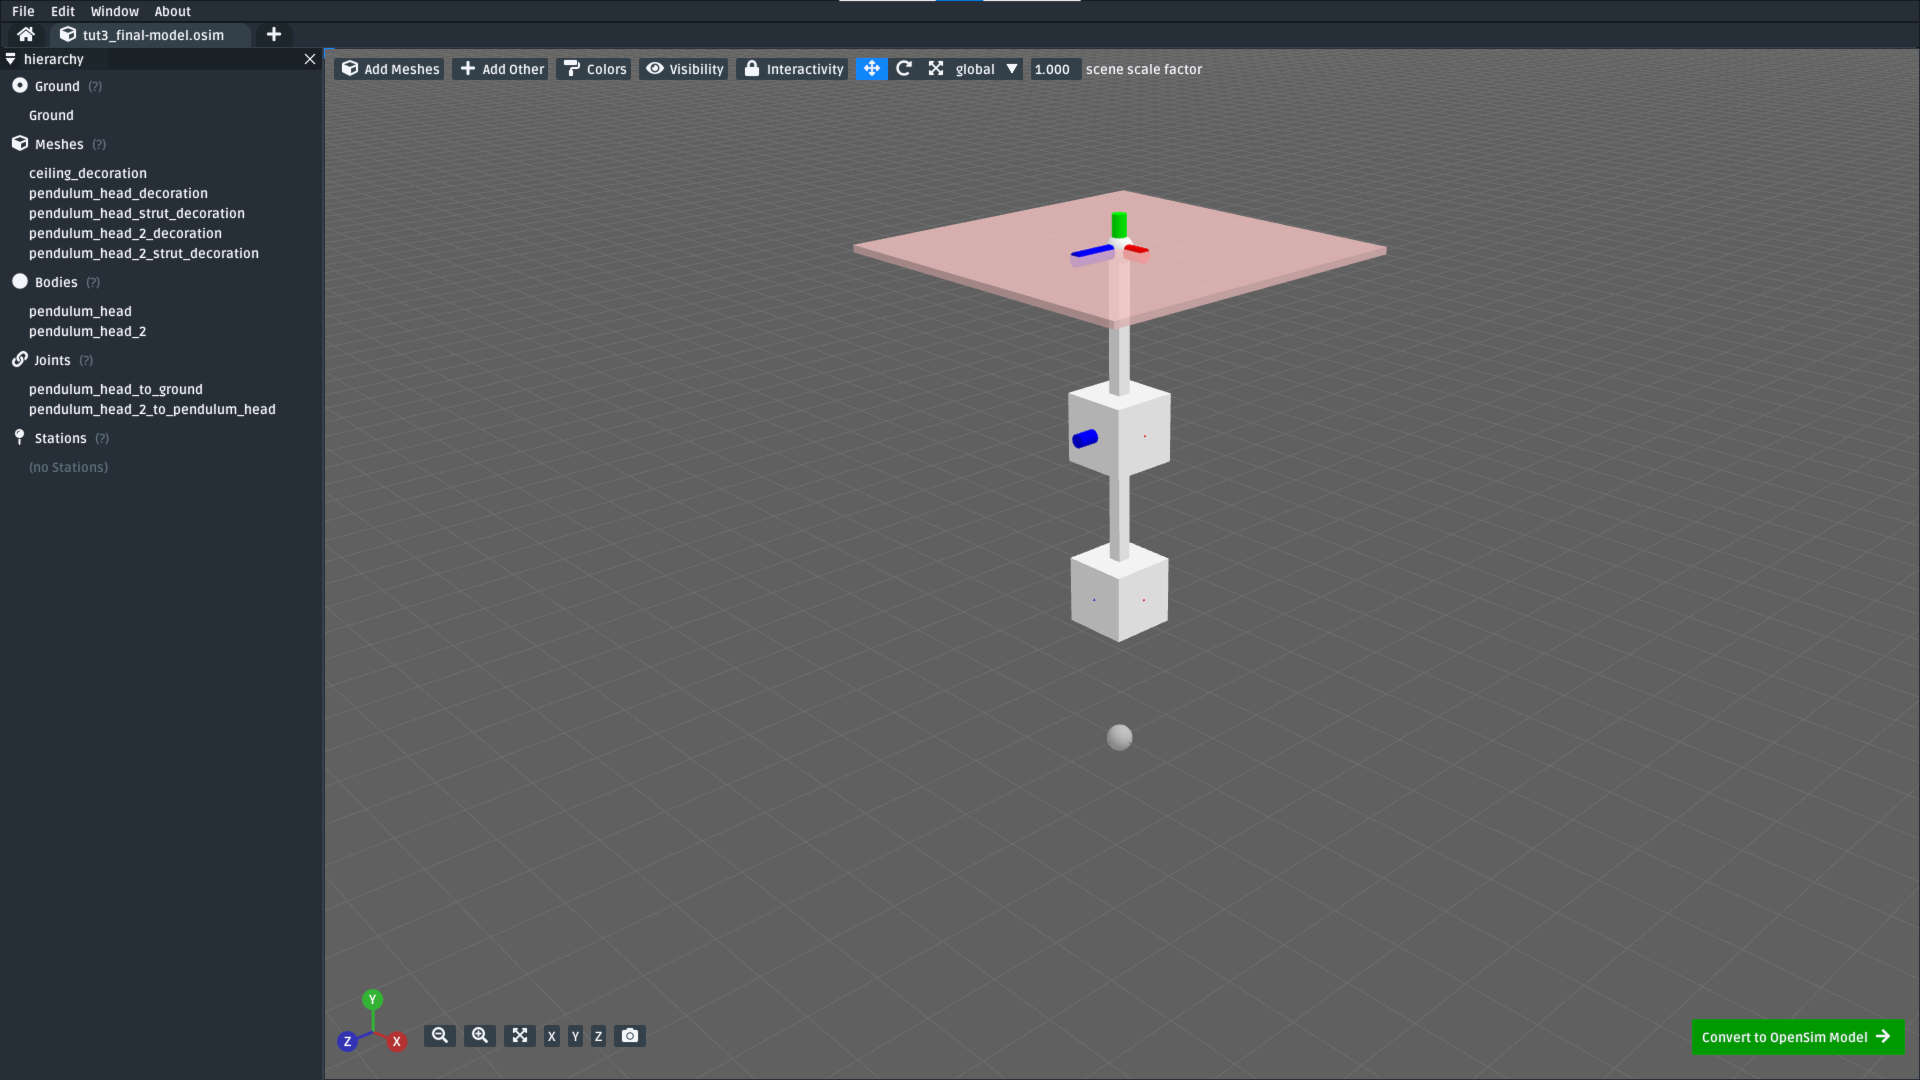 File Edit Window About
tut3_final-model.osim
hierarchy
Add Meshes Add Other Colors Visibility Interactivity global 1.000 scene scale factor
Ground (?)
Ground
Meshes (?)
ceiling_decoration
pendulum_head_decoration
pendulum_head_strut_decoration
pendulum_head_2_decoration
pendulum_head_2_strut_decoration
Bodies (?)
pendulum_head
pendulum_head_2
Joints (?)
pendulum_head_to_ground
pendulum_head_2_to_pendulum_head
Stations (?)
(no Stations)
Y
Z X
X Y Z
Convert to OpenSim Model